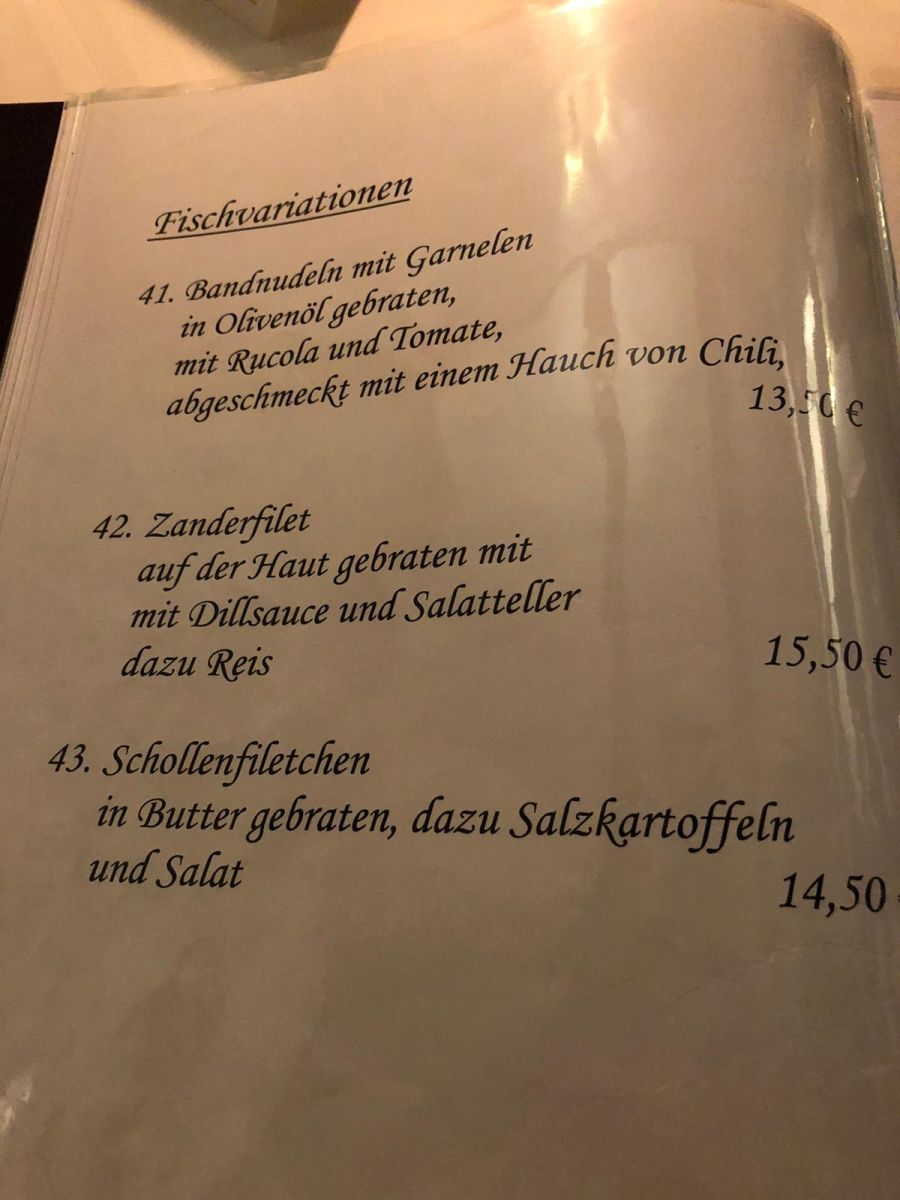 Fischvariationen
41. Bandnudeln mit Garnelen
in Olivenöl gebraten,
mit Rucola und Tomate,
abgeschmeckt mit einem Hauch von Chili,
13,50 €
42. Zanderfilet
auf der Haut gebraten mit
mit Dillsauce und Salatteller
dazu Reis
15,50 €
43. Schollenfiletchen
in Butter gebraten, dazu Salzkartoffeln
und Salat
14,50